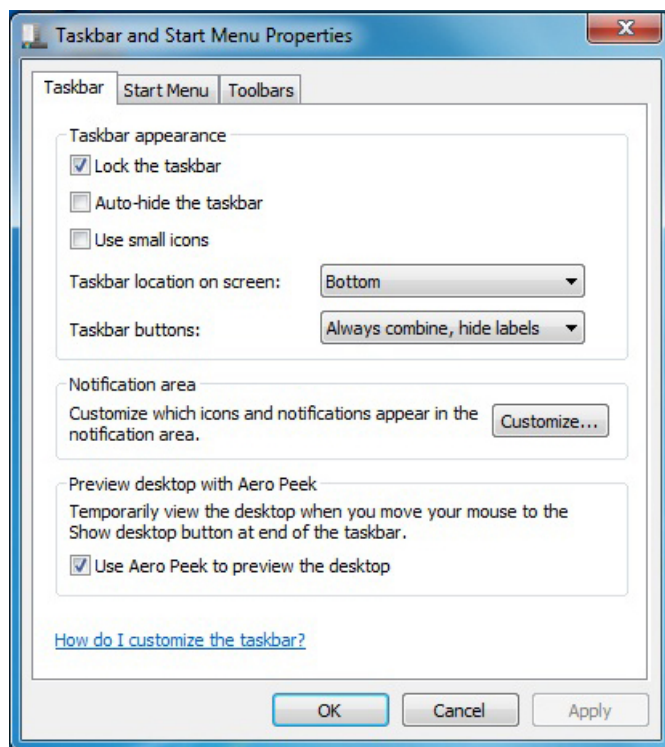 Taskbar and Start Menu Properties
Taskbar
Start Menu
Toolbars
Taskbar appearance
Lock the taskbar
Auto-hide the taskbar
Use small icons
Taskbar location on screen:
Bottom
Taskbar buttons:
Always combine, hide labels
Notification area
Customize which icons and notifications appear in the
notification area.
Customize...
Preview desktop with Aero Peek
Temporarily view the desktop when you move your mouse to the
Show desktop button at end of the taskbar.
Use Aero Peek to preview the desktop
How do I customize the taskbar?
OK
Cancel
Apply